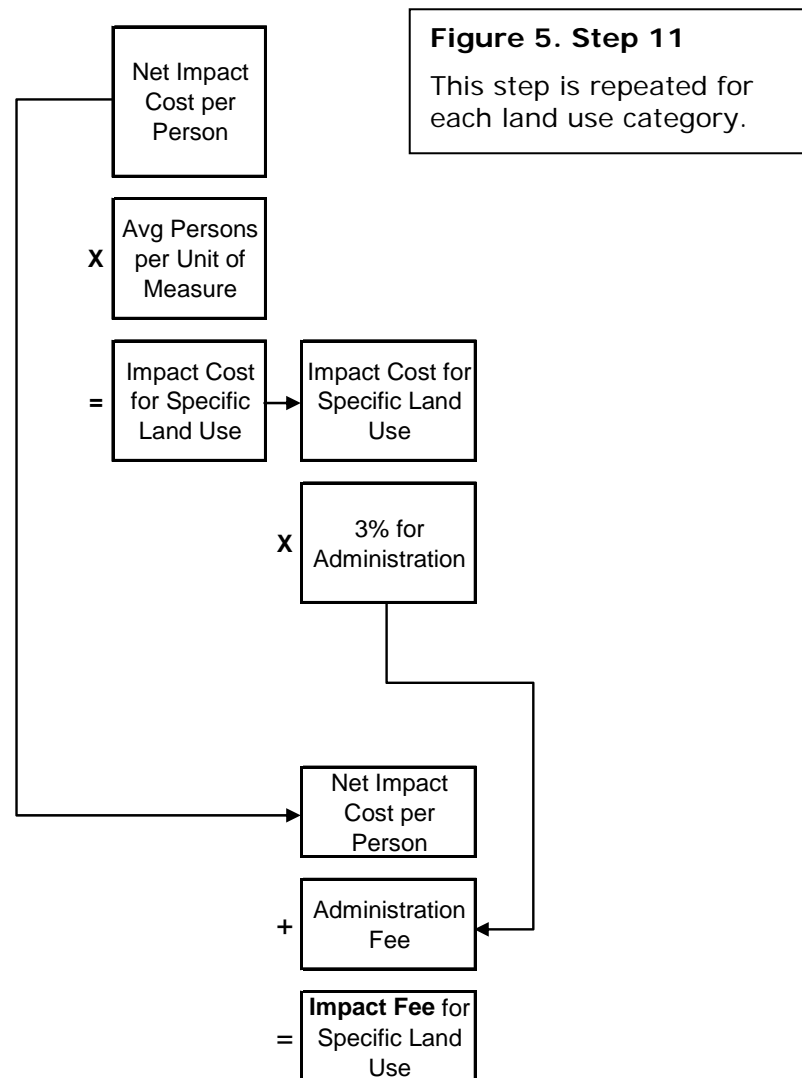 Figure 5. Step 11
This step is repeated for
each land use category.
Net Impact
Cost per
Person
X
Avg Persons
per Unit of
Measure
=
Impact Cost
for Specific
Land Use
Impact Cost for
Specific Land
Use
X
3% for
Administration
Net Impact
Cost per
Person
+
Administration
Fee
=
Impact Fee for
Specific Land
Use